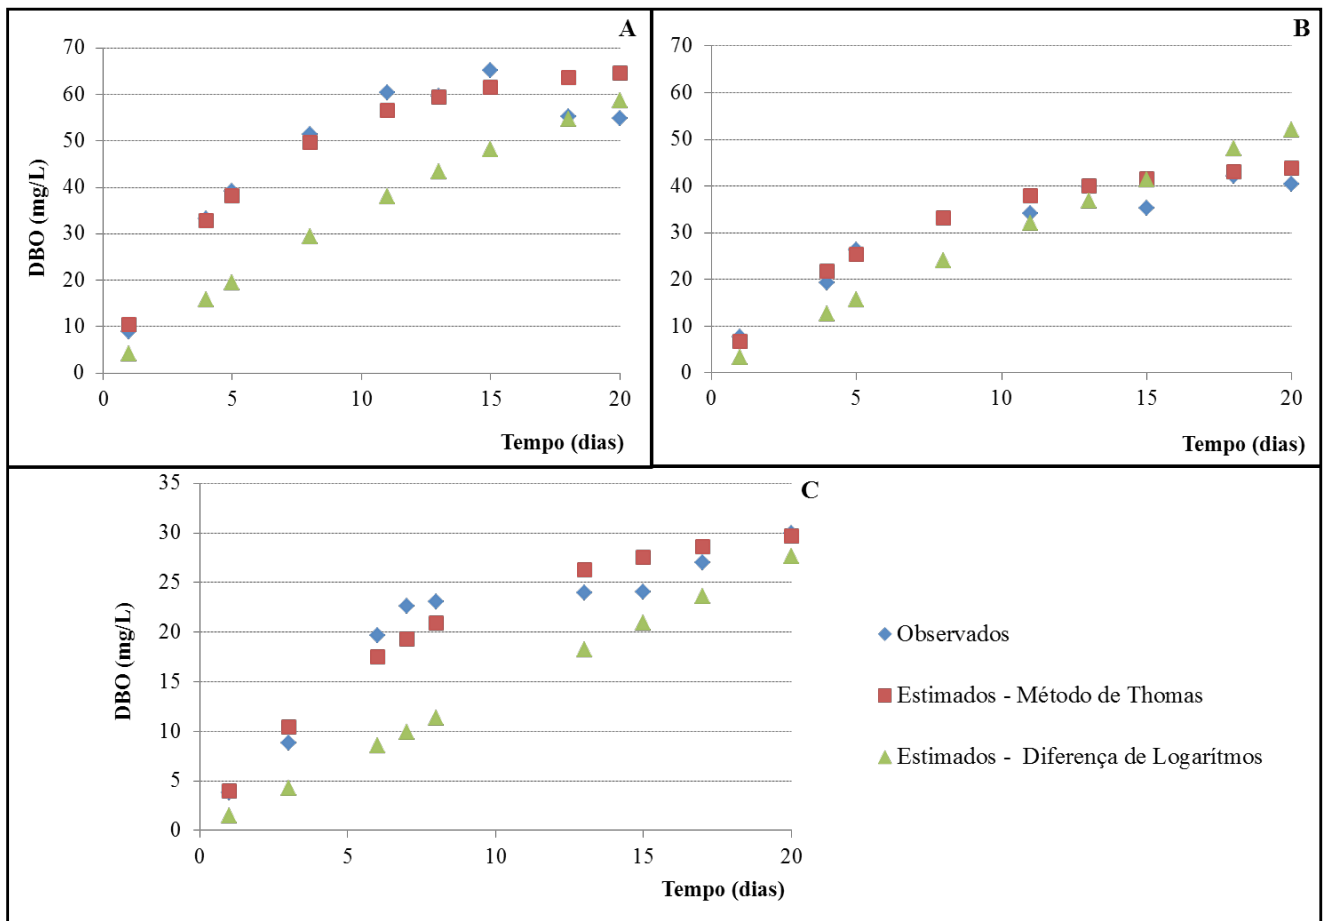 A
70
60
50
40
30
20
10
0
0 5 10 15 20
DBO (mg/L)
Tempo (dias)
B
70
60
50
40
30
20
10
0
0 5 10 15 20
Tempo (dias)
C
35
30
25
20
15
10
5
0
0 5 10 15 20
DBO (mg/L)
Tempo (dias)
Observados
Estimados - Método de Thomas
Estimados - Diferença de Logarítmos